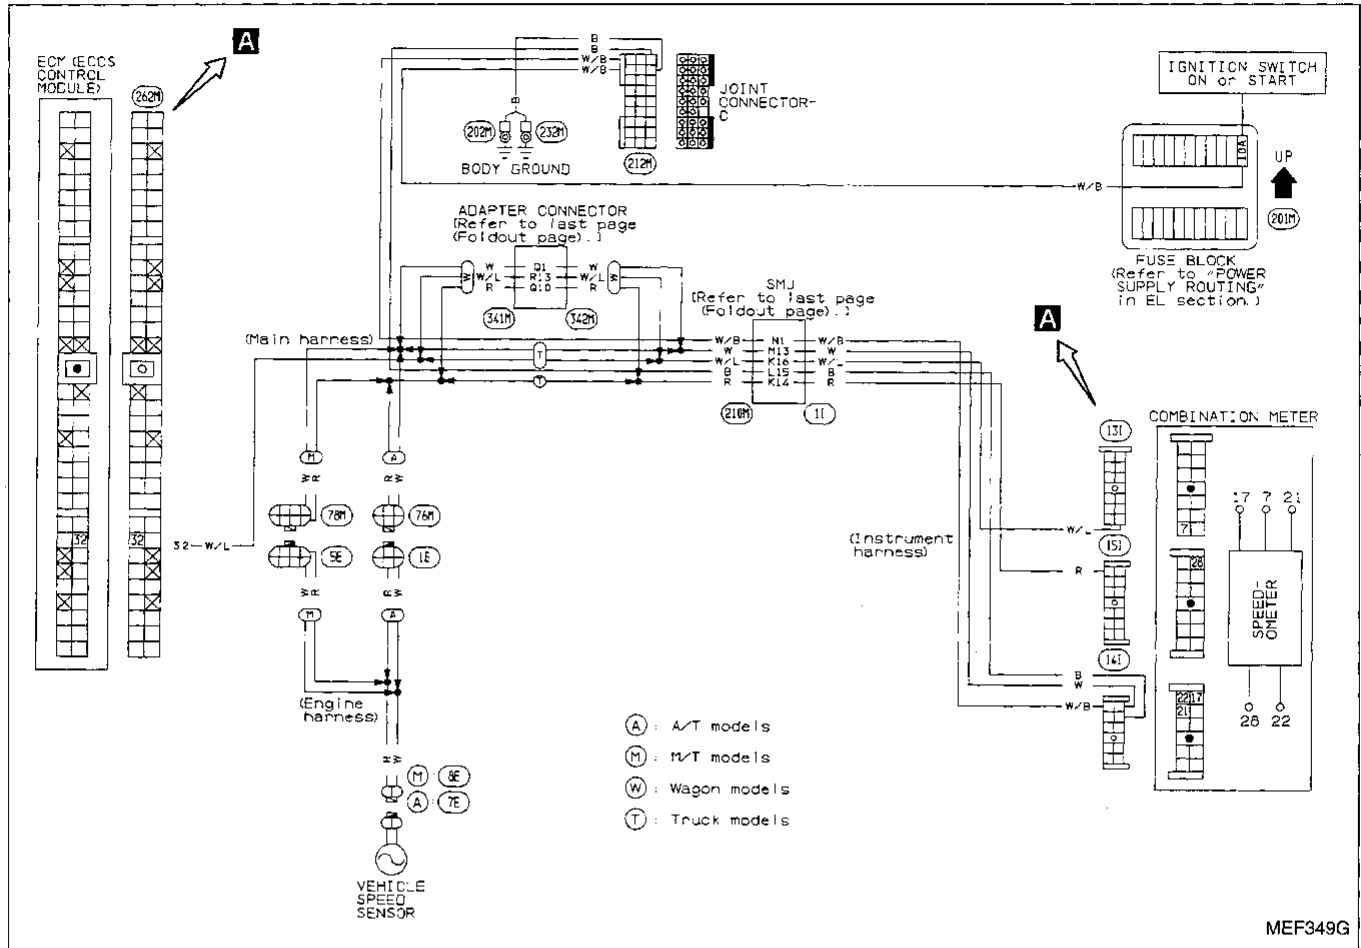 A
ECM (ECCS
CONTROL
MODULE)
262M
B
B
W/B
W/B
B
202M
232M
BODY GROUND
212M
JOINT
CONNECTOR-
C
IGNITION SWITCH
ON or START
10A
UP
201M
W/B
FUSE BLOCK
(Refer to "POWER
SUPPLY ROUTING"
in EL section.)
ADAPTER CONNECTOR
[Refer to last page
(Foldout page).]
W
W Q1 W
W/L R13 W/L
R Q10 R
W
341M
342M
SMJ
[Refer to last page
(Foldout page).]
(Main harness)
T
T
W/B N1 W/B
W M13 W
W/L K16 W/L
B L15 B
R K14 R
210M
1I
A
13I
COMBINATION METER
M
A
W R
R W
78M
76M
5E
1E
32
32
32 W/L
W R
R W
M
A
(Instrument
harness)
W/L
15I
R
14I
B
W
W/B
7
28
22 17
21
17 7 21
SPEED-
OMETER
28 22
(Engine
harness)
R W
M : 8E
A : 7E
VEHICLE
SPEED
SENSOR
A : A/T models
M : M/T models
W : Wagon models
T : Truck models
MEF349G